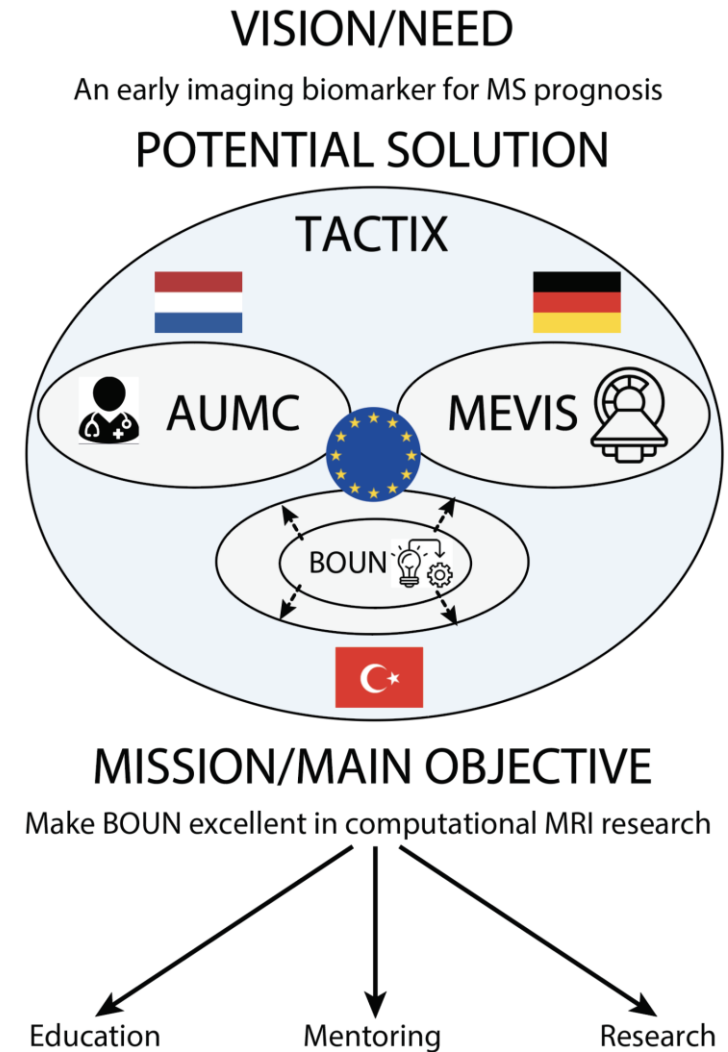 VISION/NEED
An early imaging biomarker for MS prognosis
POTENTIAL SOLUTION
TACTIX
AUMC
MEVIS
BOUN
MISSION/MAIN OBJECTIVE
Make BOUN excellent in computational MRI research
Education
Mentoring
Research